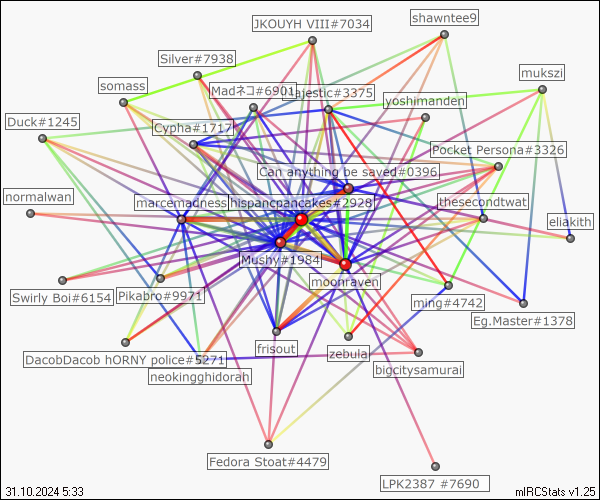 JKOUYH VIII#7034
shawntee9
Silver#7938
mukszi
somass
Madネコ#6901
majestic#3375
yoshimanden
Duck#1245
Cypha#1717
Pocket Persona#3326
Can anything be saved#0396
normalwan
marcemadness
hispancpancakes#2928
thesecondtwat
eliakith
Mushy#1984
moonraven
Swirly Boi#6154
Pikabro#9971
ming#4742
Eg.Master#1378
frisout
zebula
DacobDacob hORNY police#5271
bigcitysamurai
neokingghidorah
Fedora Stoat#4479
LPK2387 #7690
31.10.2024 5:33
mIRCStats v1.25